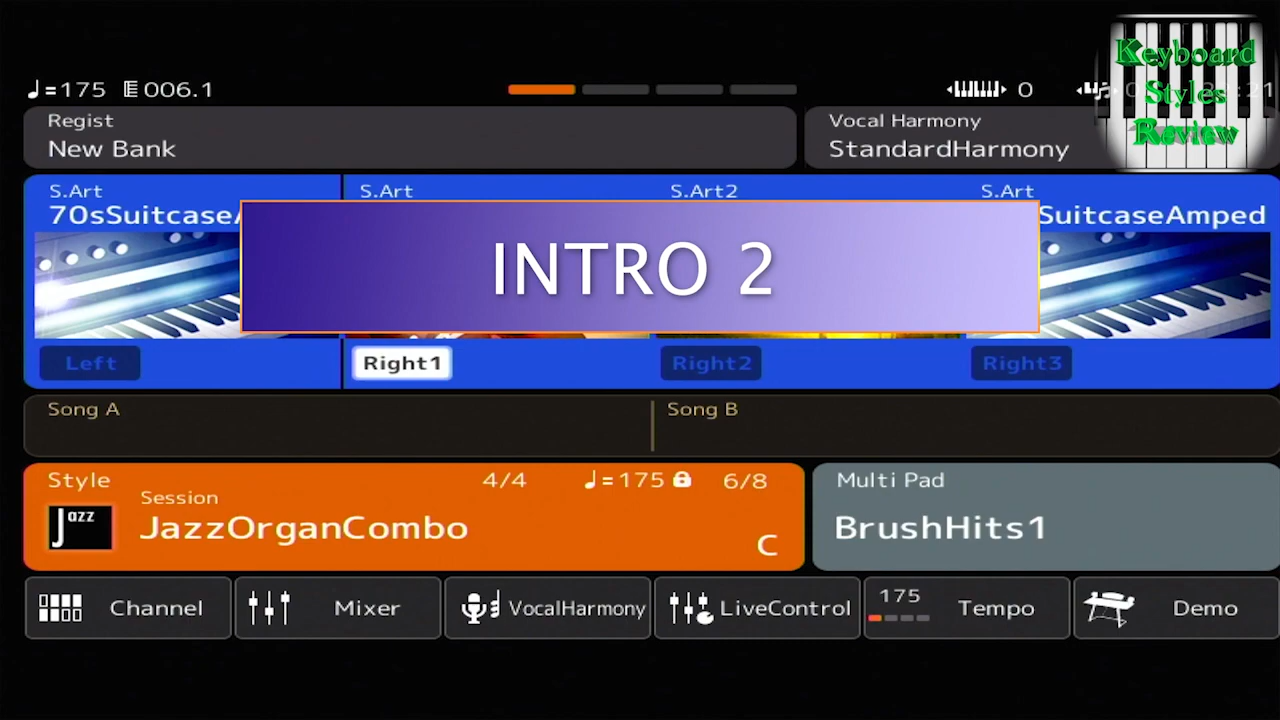 =175 006.1
0
Keyboard
Styles
Review
Regist
New Bank
Vocal Harmony
StandardHarmony
S.Art
S.Art
S.Art2
S.Art
SuitcaseAmped
INTRO 2
Left
Right1
Right2
Right3
Song A
Song B
Style
4/4
=175
6/8
Jazz
Session
JazzOrganCombo
C
Multi Pad
BrushHits1
Channel
Mixer
VocalHarmony
LiveControl
175
Tempo
Demo